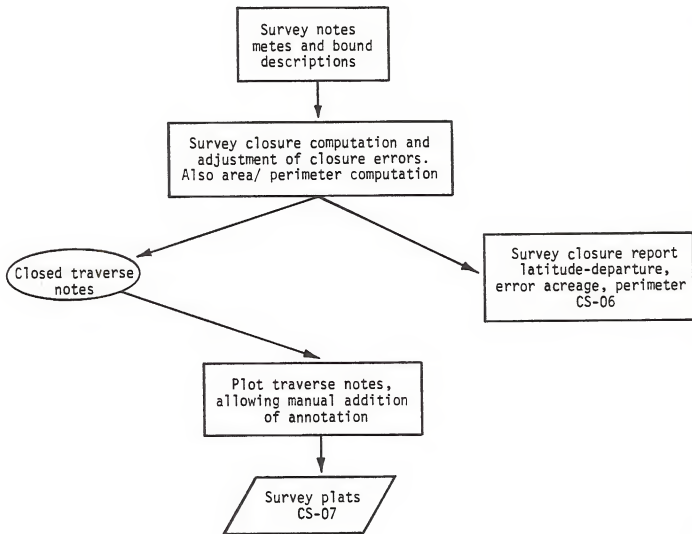 Survey notes
metes and bound
descriptions
Survey closure computation and
adjustment of closure errors.
Also area/ perimeter computation
Closed traverse
notes
Survey closure report
latitude-departure,
error acreage, perimeter
CS-06
Plot traverse notes,
allowing manual addition
of annotation
Survey plats
CS-07